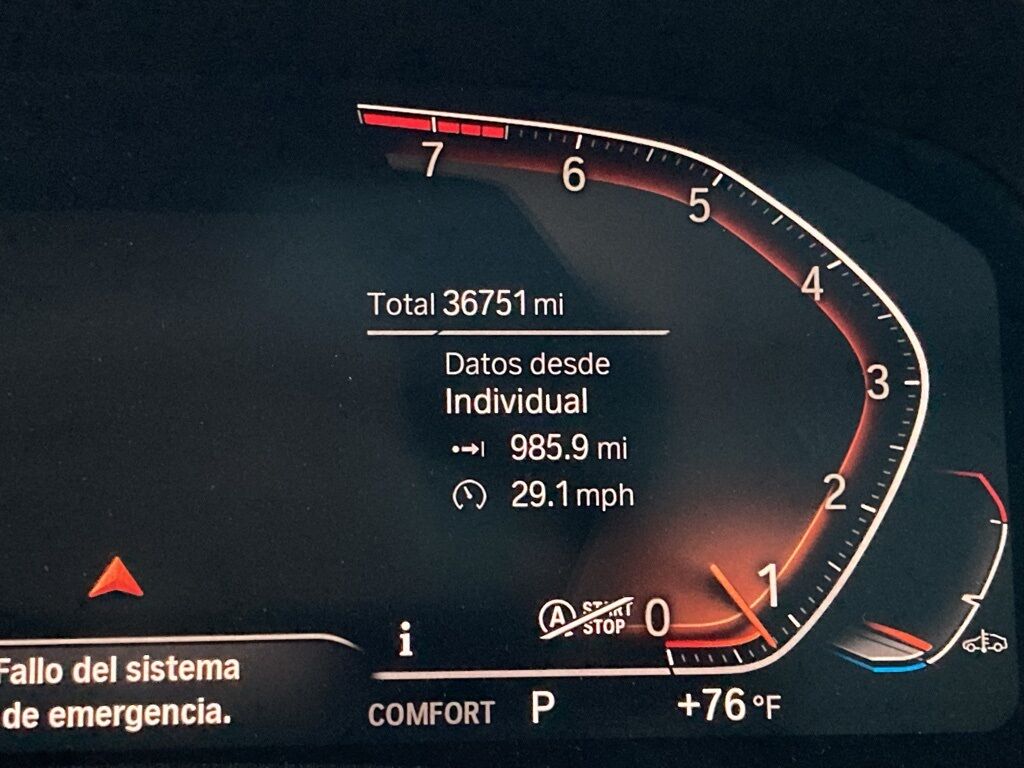 7
6
5
4
3
2
1
0
Total 36751 mi
Datos desde
Individual
985.9 mi
29.1 mph
A START
STOP
i
Fallo del sistema
de emergencia.
COMFORT P +76 °F